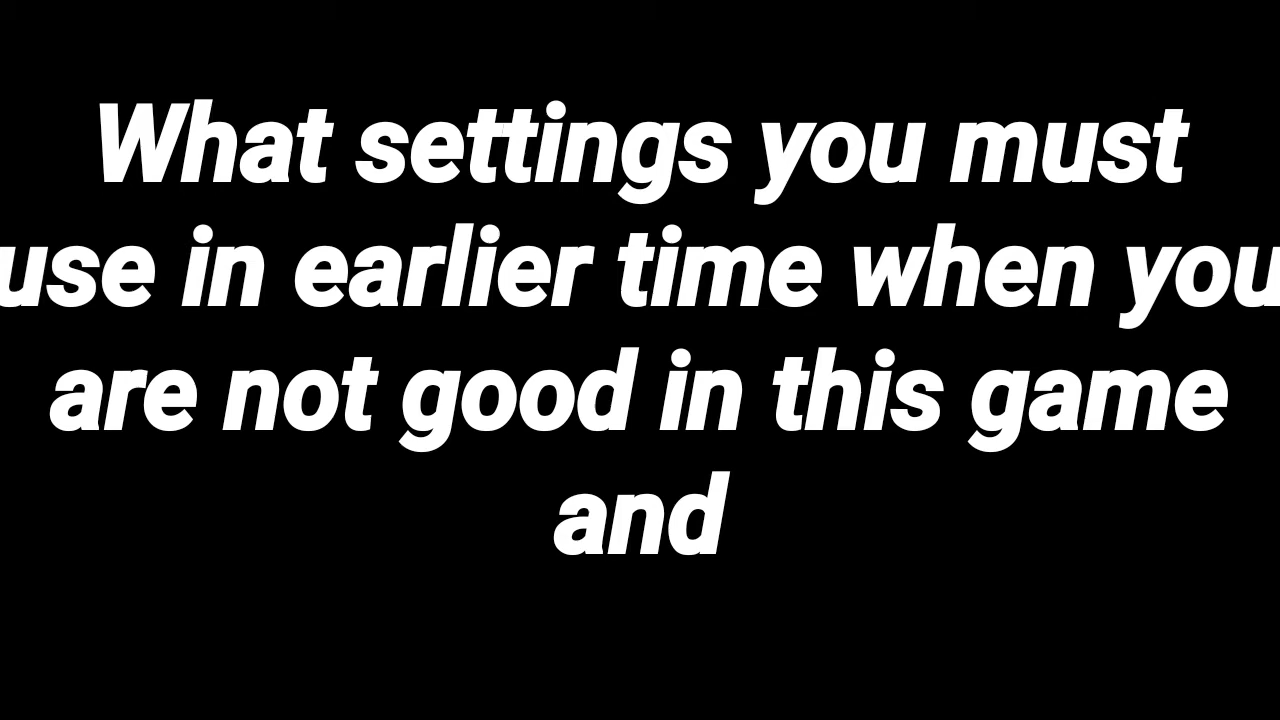 What settings you must
use in earlier time when you
are not good in this game
and